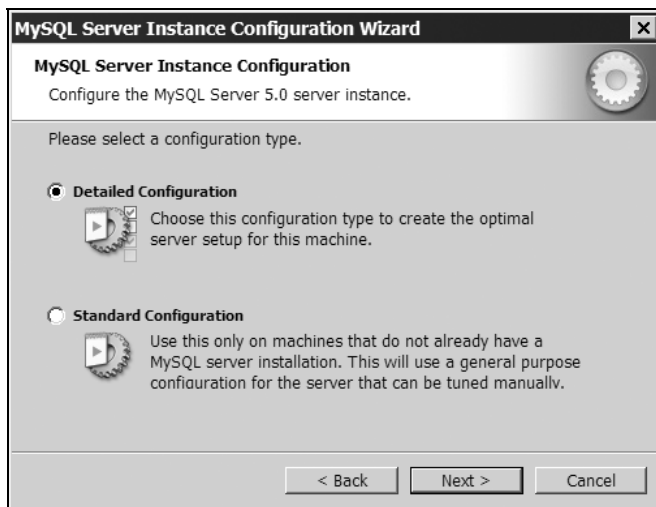 MySQL Server Instance Configuration Wizard
MySQL Server Instance Configuration
Configure the MySQL Server 5.0 server instance.
Please select a configuration type.
Detailed Configuration
Choose this configuration type to create the optimal
server setup for this machine.
Standard Configuration
Use this only on machines that do not already have a
MySQL server installation. This will use a general purpose
configuration for the server that can be tuned manually.
< Back
Next >
Cancel